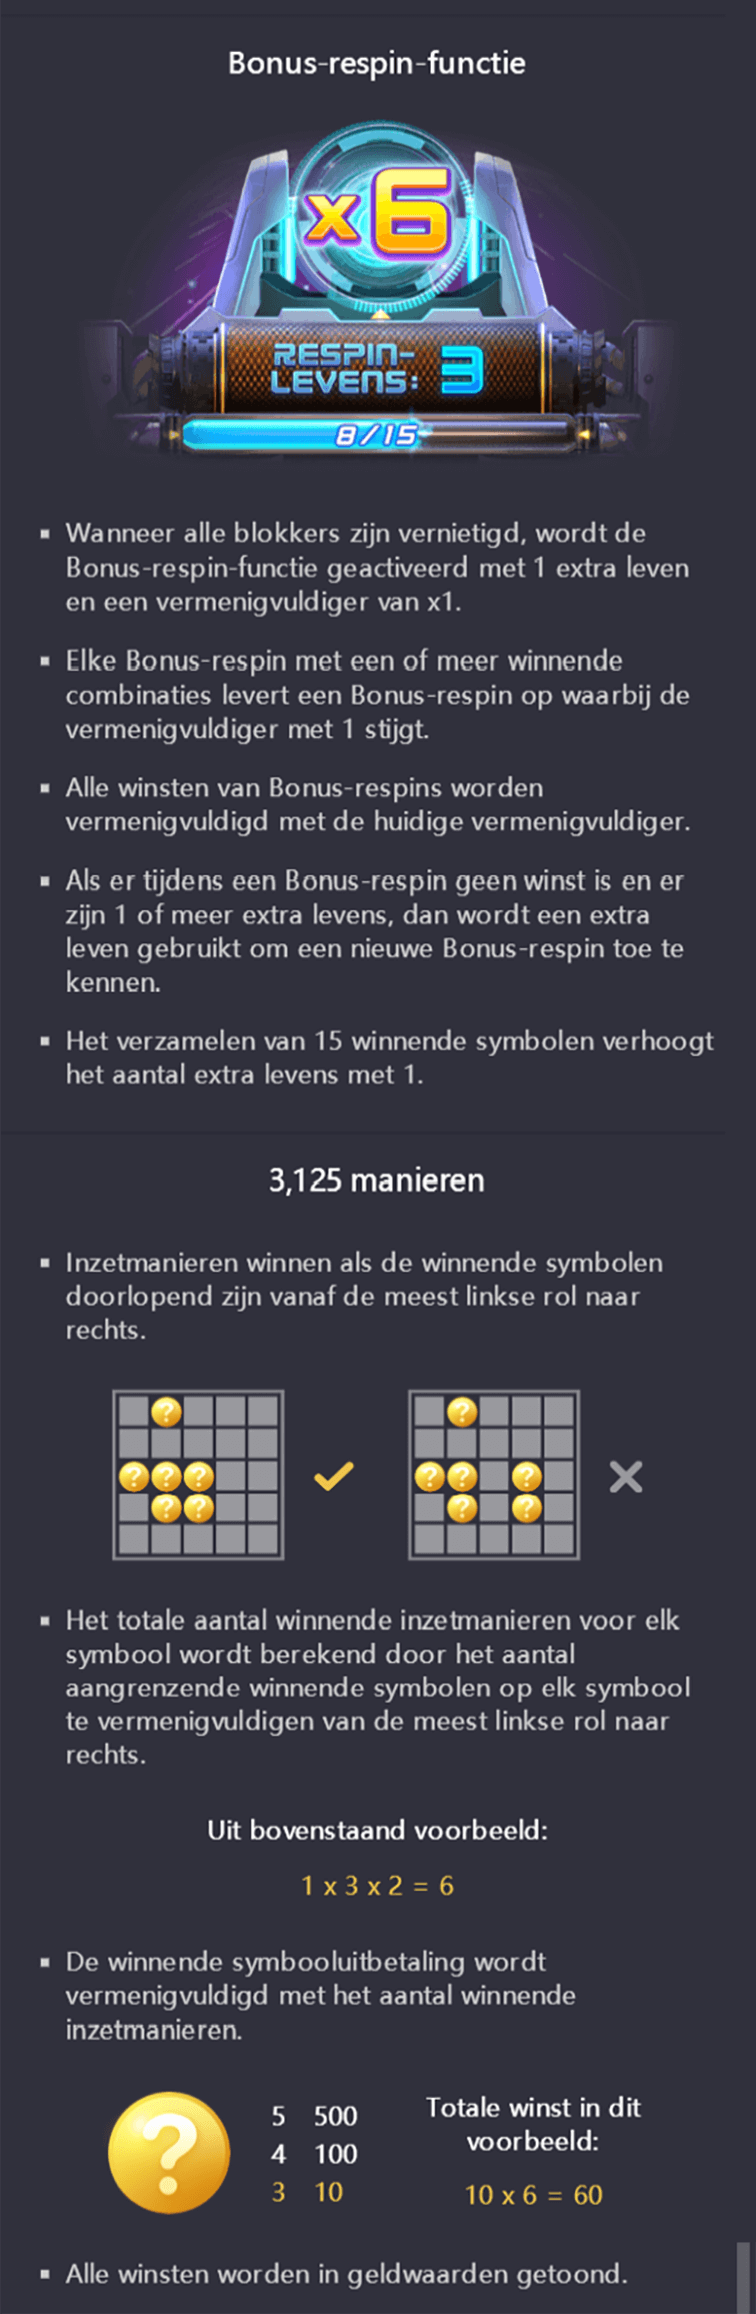 Bonus-respin-functie
x6
RESPIN-
LEVENS: 3
8/15
▪ Wanneer alle blokkers zijn vernietigd, wordt de
Bonus-respin-functie geactiveerd met 1 extra leven
en een vermenigvuldiger van x1.
▪ Elke Bonus-respin met een of meer winnende
combinaties levert een Bonus-respin op waarbij de
vermenigvuldiger met 1 stijgt.
▪ Alle winsten van Bonus-respins worden
vermenigvuldigd met de huidige vermenigvuldiger.
▪ Als er tijdens een Bonus-respin geen winst is en er
zijn 1 of meer extra levens, dan wordt een extra
leven gebruikt om een nieuwe Bonus-respin toe te
kennen.
▪ Het verzamelen van 15 winnende symbolen verhoogt
het aantal extra levens met 1.
3,125 manieren
▪ Inzetmanieren winnen als de winnende symbolen
doorlopend zijn vanaf de meest linkse rol naar
rechts.
? ?
? ? ? ? ? ?
? ? ? ?
▪ Het totale aantal winnende inzetmanieren voor elk
symbool wordt berekend door het aantal
aangrenzende winnende symbolen op elk symbool
te vermenigvuldigen van de meest linkse rol naar
rechts.
Uit bovenstaand voorbeeld:
1 x 3 x 2 = 6
▪ De winnende symbooluitbetaling wordt
vermenigvuldigd met het aantal winnende
inzetmanieren.
?
5 500
4 100
3 10
Totale winst in dit
voorbeeld:
10 x 6 = 60
▪ Alle winsten worden in geldwaarden getoond.